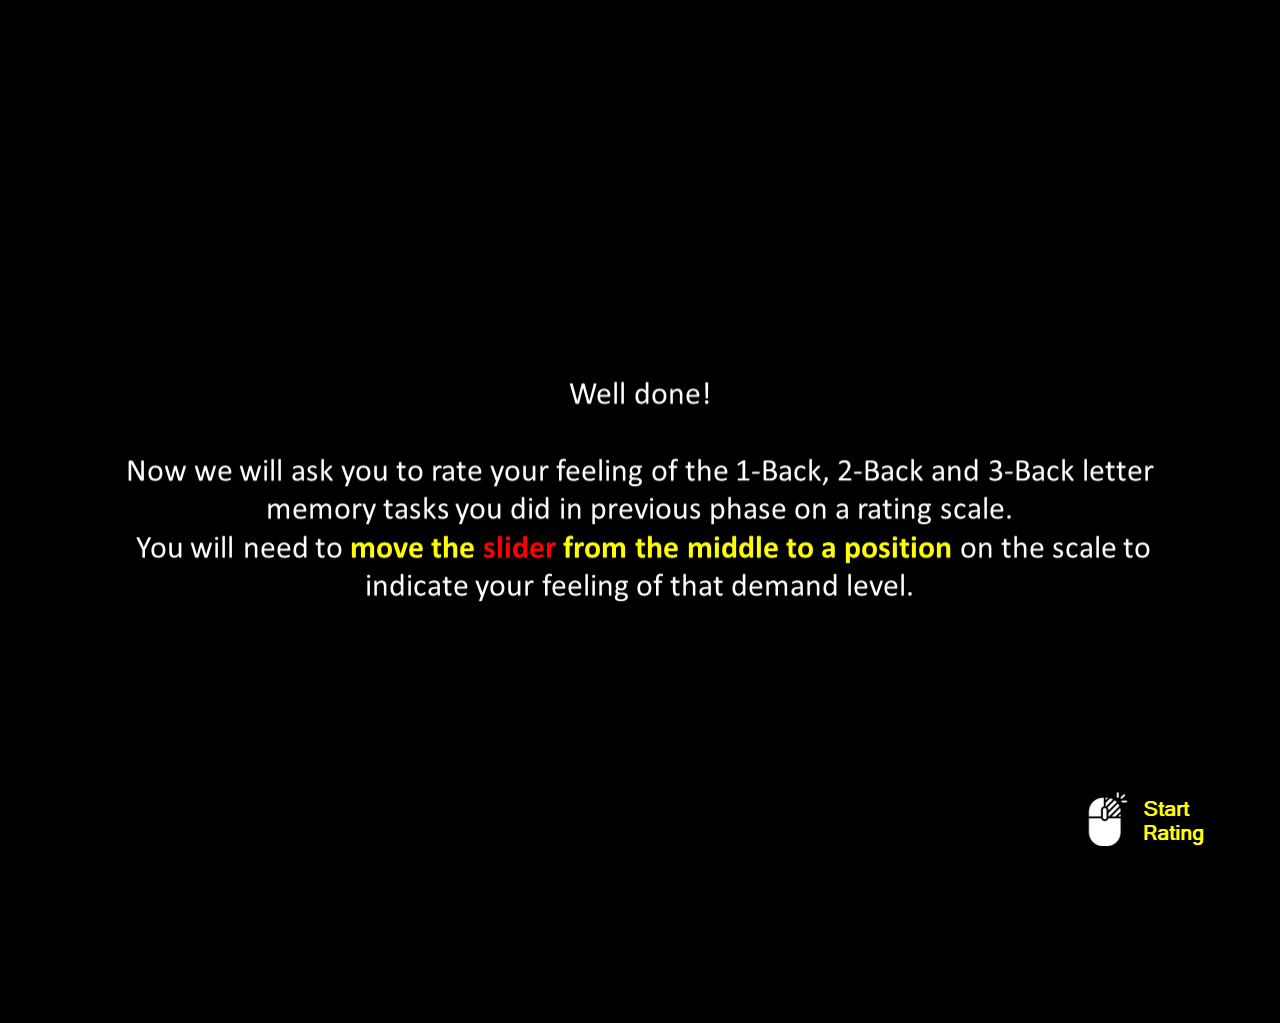 Well done!
Now we will ask you to rate your feeling of the 1-Back, 2-Back and 3-Back letter
memory tasks you did in previous phase on a rating scale.
You will need to move the slider from the middle to a position on the scale to
indicate your feeling of that demand level.
Start
Rating